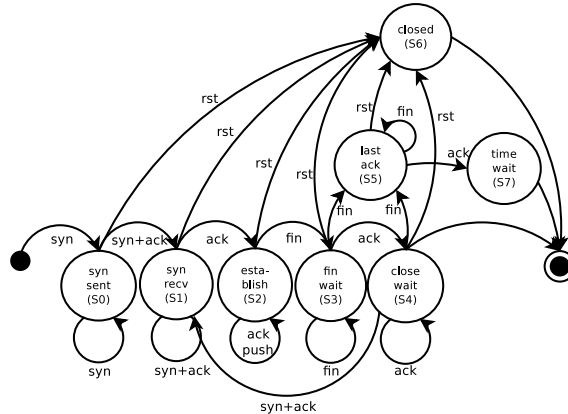 closed
(S6)
rst
rst
rst
rst
rst
rst
fin
last
ack
(S5)
ack
time
wait
(S7)
syn
syn+ack
ack
fin
fin
ack
fin
syn
sent
(S0)
syn
recv
(S1)
esta-
blish
(S2)
fin
wait
(S3)
close
wait
(S4)
syn
syn+ack
ack
push
fin
ack
syn+ack